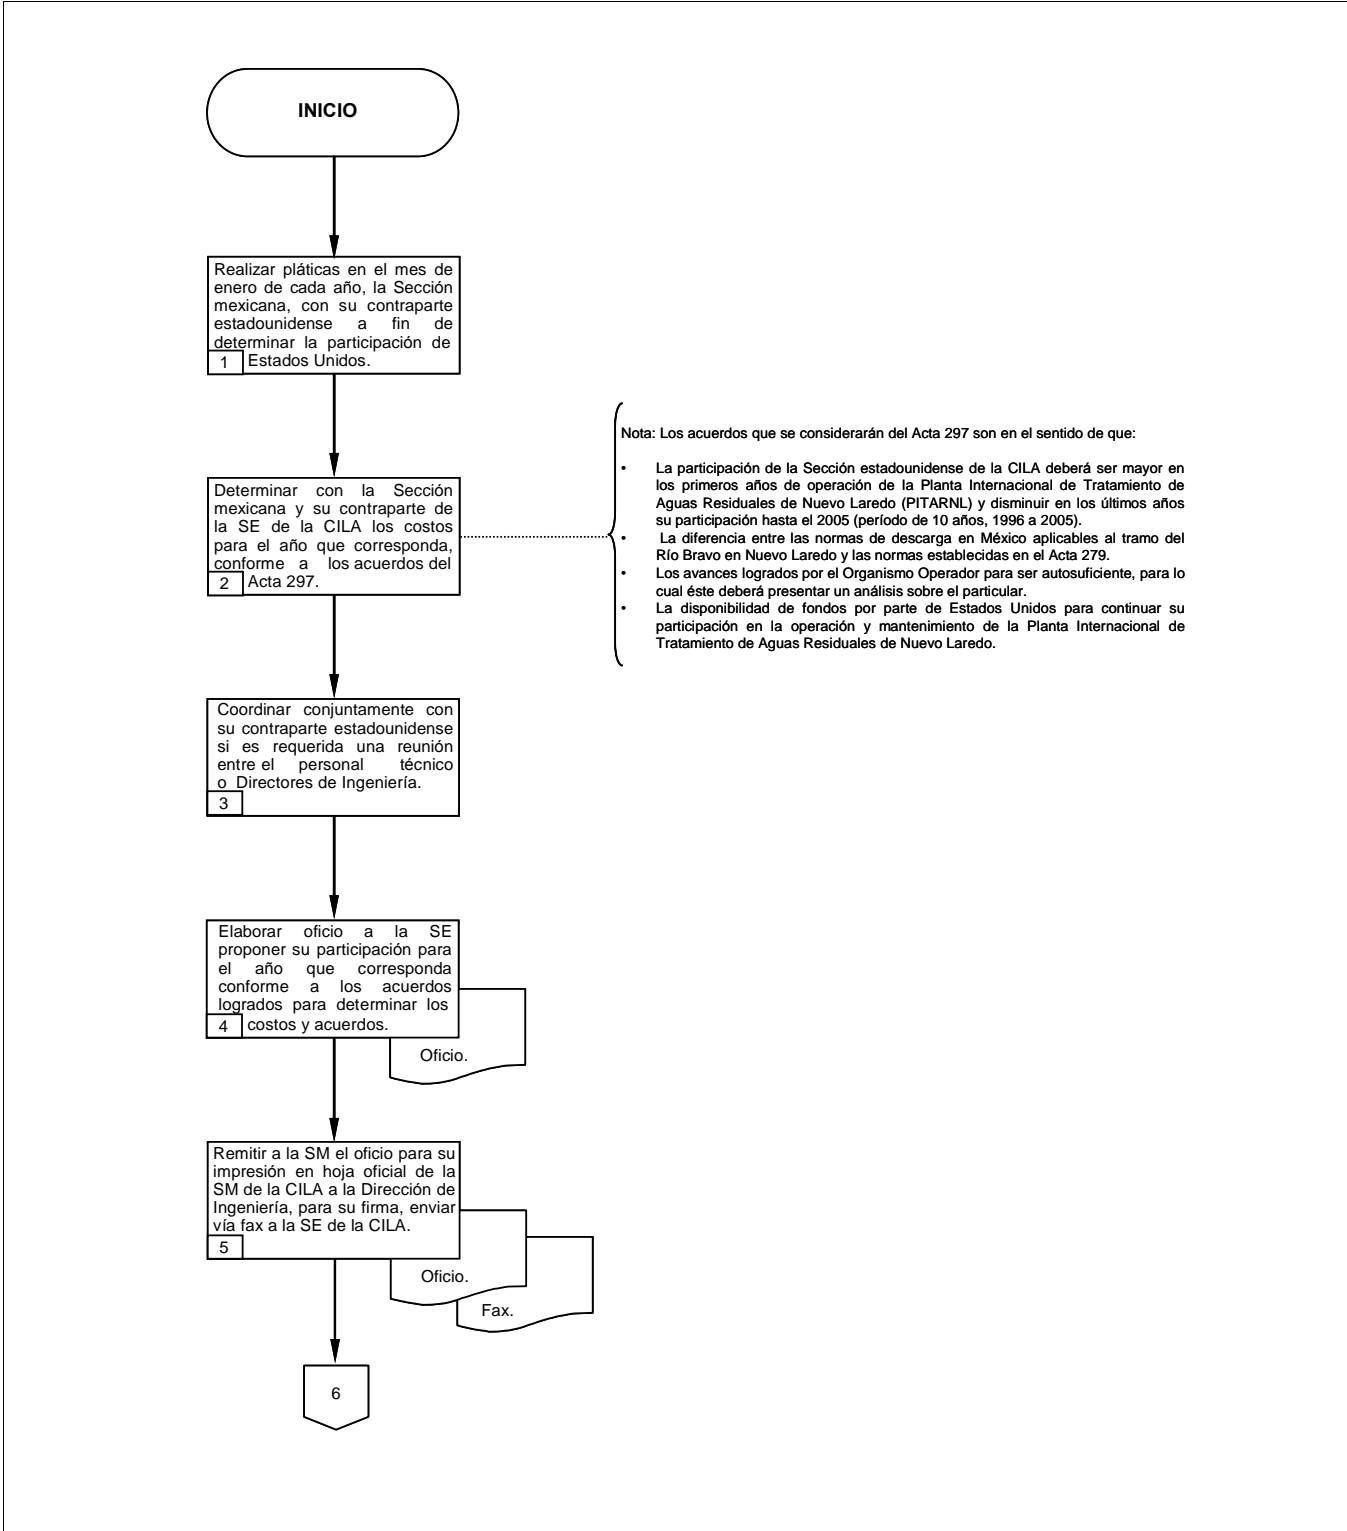 INICIO
Realizar pláticas en el mes de
enero de cada año, la Sección
mexicana, con su contraparte
estadounidense a fin de
determinar la participación de
1 Estados Unidos.
Determinar con la Sección
mexicana y su contraparte de
la SE de la CILA los costos
para el año que corresponda,
conforme a los acuerdos del
2 Acta 297.
Nota: Los acuerdos que se considerarán del Acta 297 son en el sentido de que:
• La participación de la Sección estadounidense de la CILA deberá ser mayor en
los primeros años de operación de la Planta Internacional de Tratamiento de
Aguas Residuales de Nuevo Laredo (PITARNL) y disminuir en los últimos años
su participación hasta el 2005 (período de 10 años, 1996 a 2005).
• La diferencia entre las normas de descarga en México aplicables al tramo del
Río Bravo en Nuevo Laredo y las normas establecidas en el Acta 279.
• Los avances logrados por el Organismo Operador para ser autosuficiente, para lo
cual éste deberá presentar un análisis sobre el particular.
• La disponibilidad de fondos por parte de Estados Unidos para continuar su
participación en la operación y mantenimiento de la Planta Internacional de
Tratamiento de Aguas Residuales de Nuevo Laredo.
Coordinar conjuntamente con
su contraparte estadounidense
si es requerida una reunión
entre el personal técnico
o Directores de Ingeniería.
3
Elaborar oficio a la SE
proponer su participación para
el año que corresponda
conforme a los acuerdos
logrados para determinar los
4 costos y acuerdos.
Oficio.
Remitir a la SM el oficio para su
impresión en hoja oficial de la
SM de la CILA a la Dirección de
Ingeniería, para su firma, enviar
vía fax a la SE de la CILA.
5
Oficio.
Fax.
6